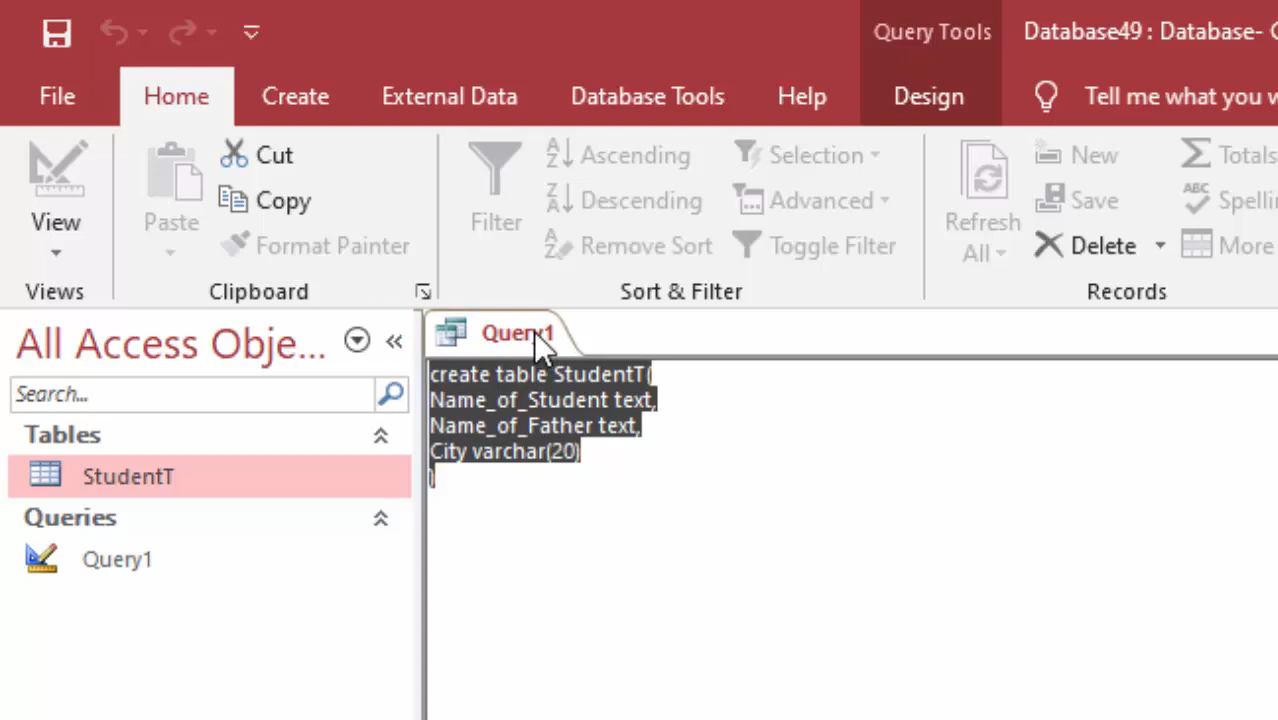 Query Tools
Database49 : Database-
File
Home
Create
External Data
Database Tools
Help
Design
Tell me what you
View
Paste
Cut
Copy
Format Painter
Filter
Ascending
Descending
Remove Sort
Selection
Advanced
Toggle Filter
Refresh
All
New
Save
Delete
Totals
More
Views
Clipboard
Sort & Filter
Records
All Access Obje...
Search...
Tables
StudentT
Queries
Query1
Query1
create table StudentT(
Name_of_Student text,
Name_of_Father text,
City varchar(20)
)